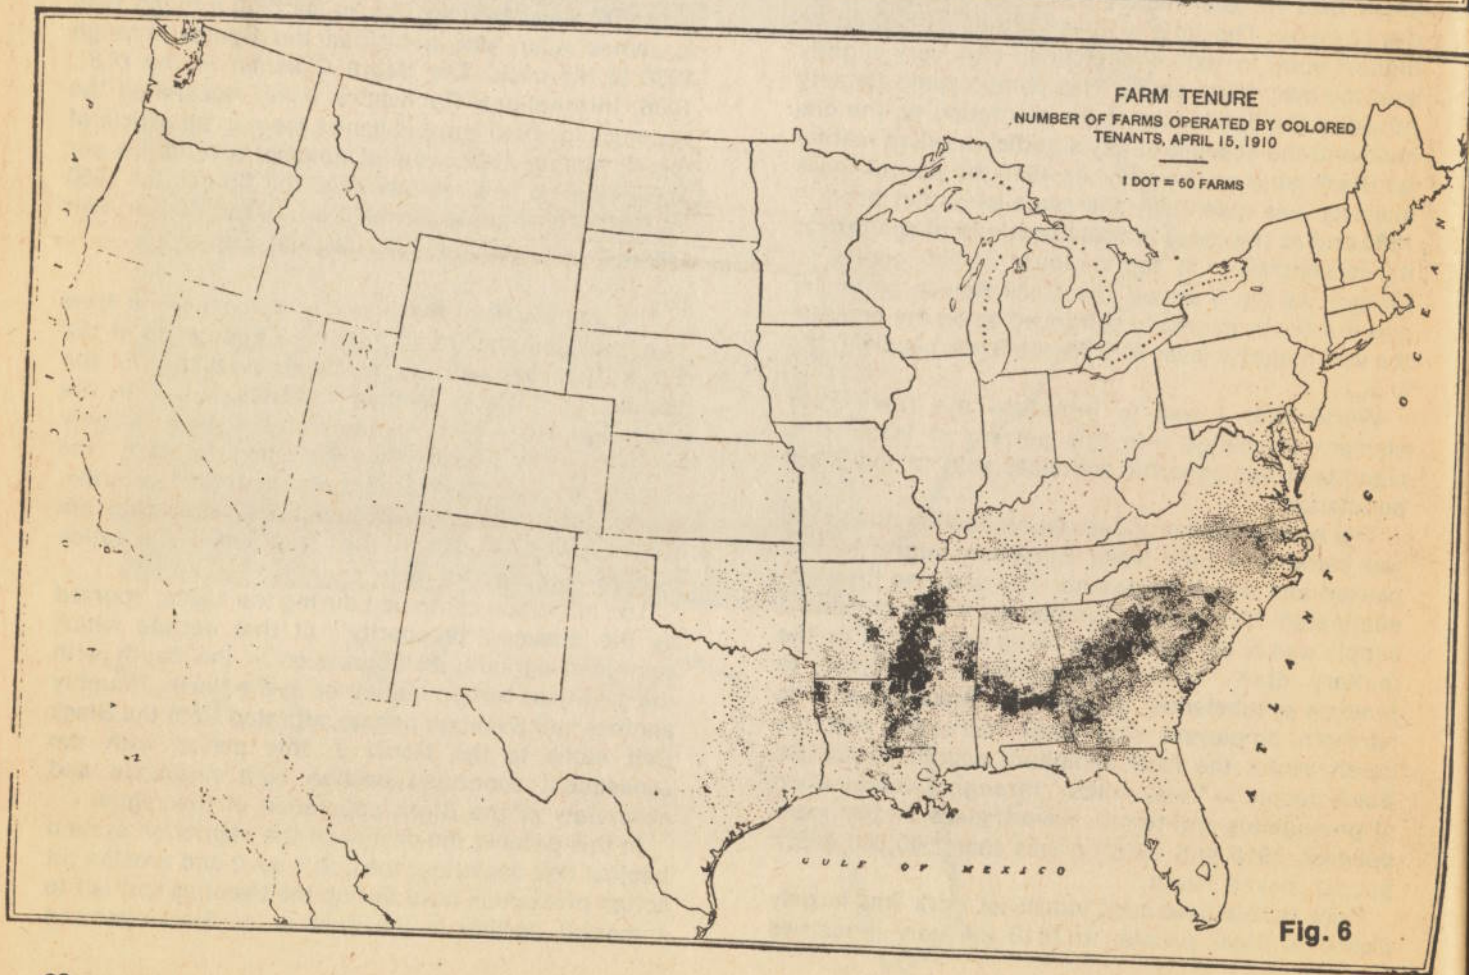 FARM TENURE
NUMBER OF FARMS OPERATED BY COLORED
TENANTS, APRIL 15, 1910
1 DOT = 50 FARMS
ATLANTIC OCEAN
GULF OF MEXICO
Fig. 6